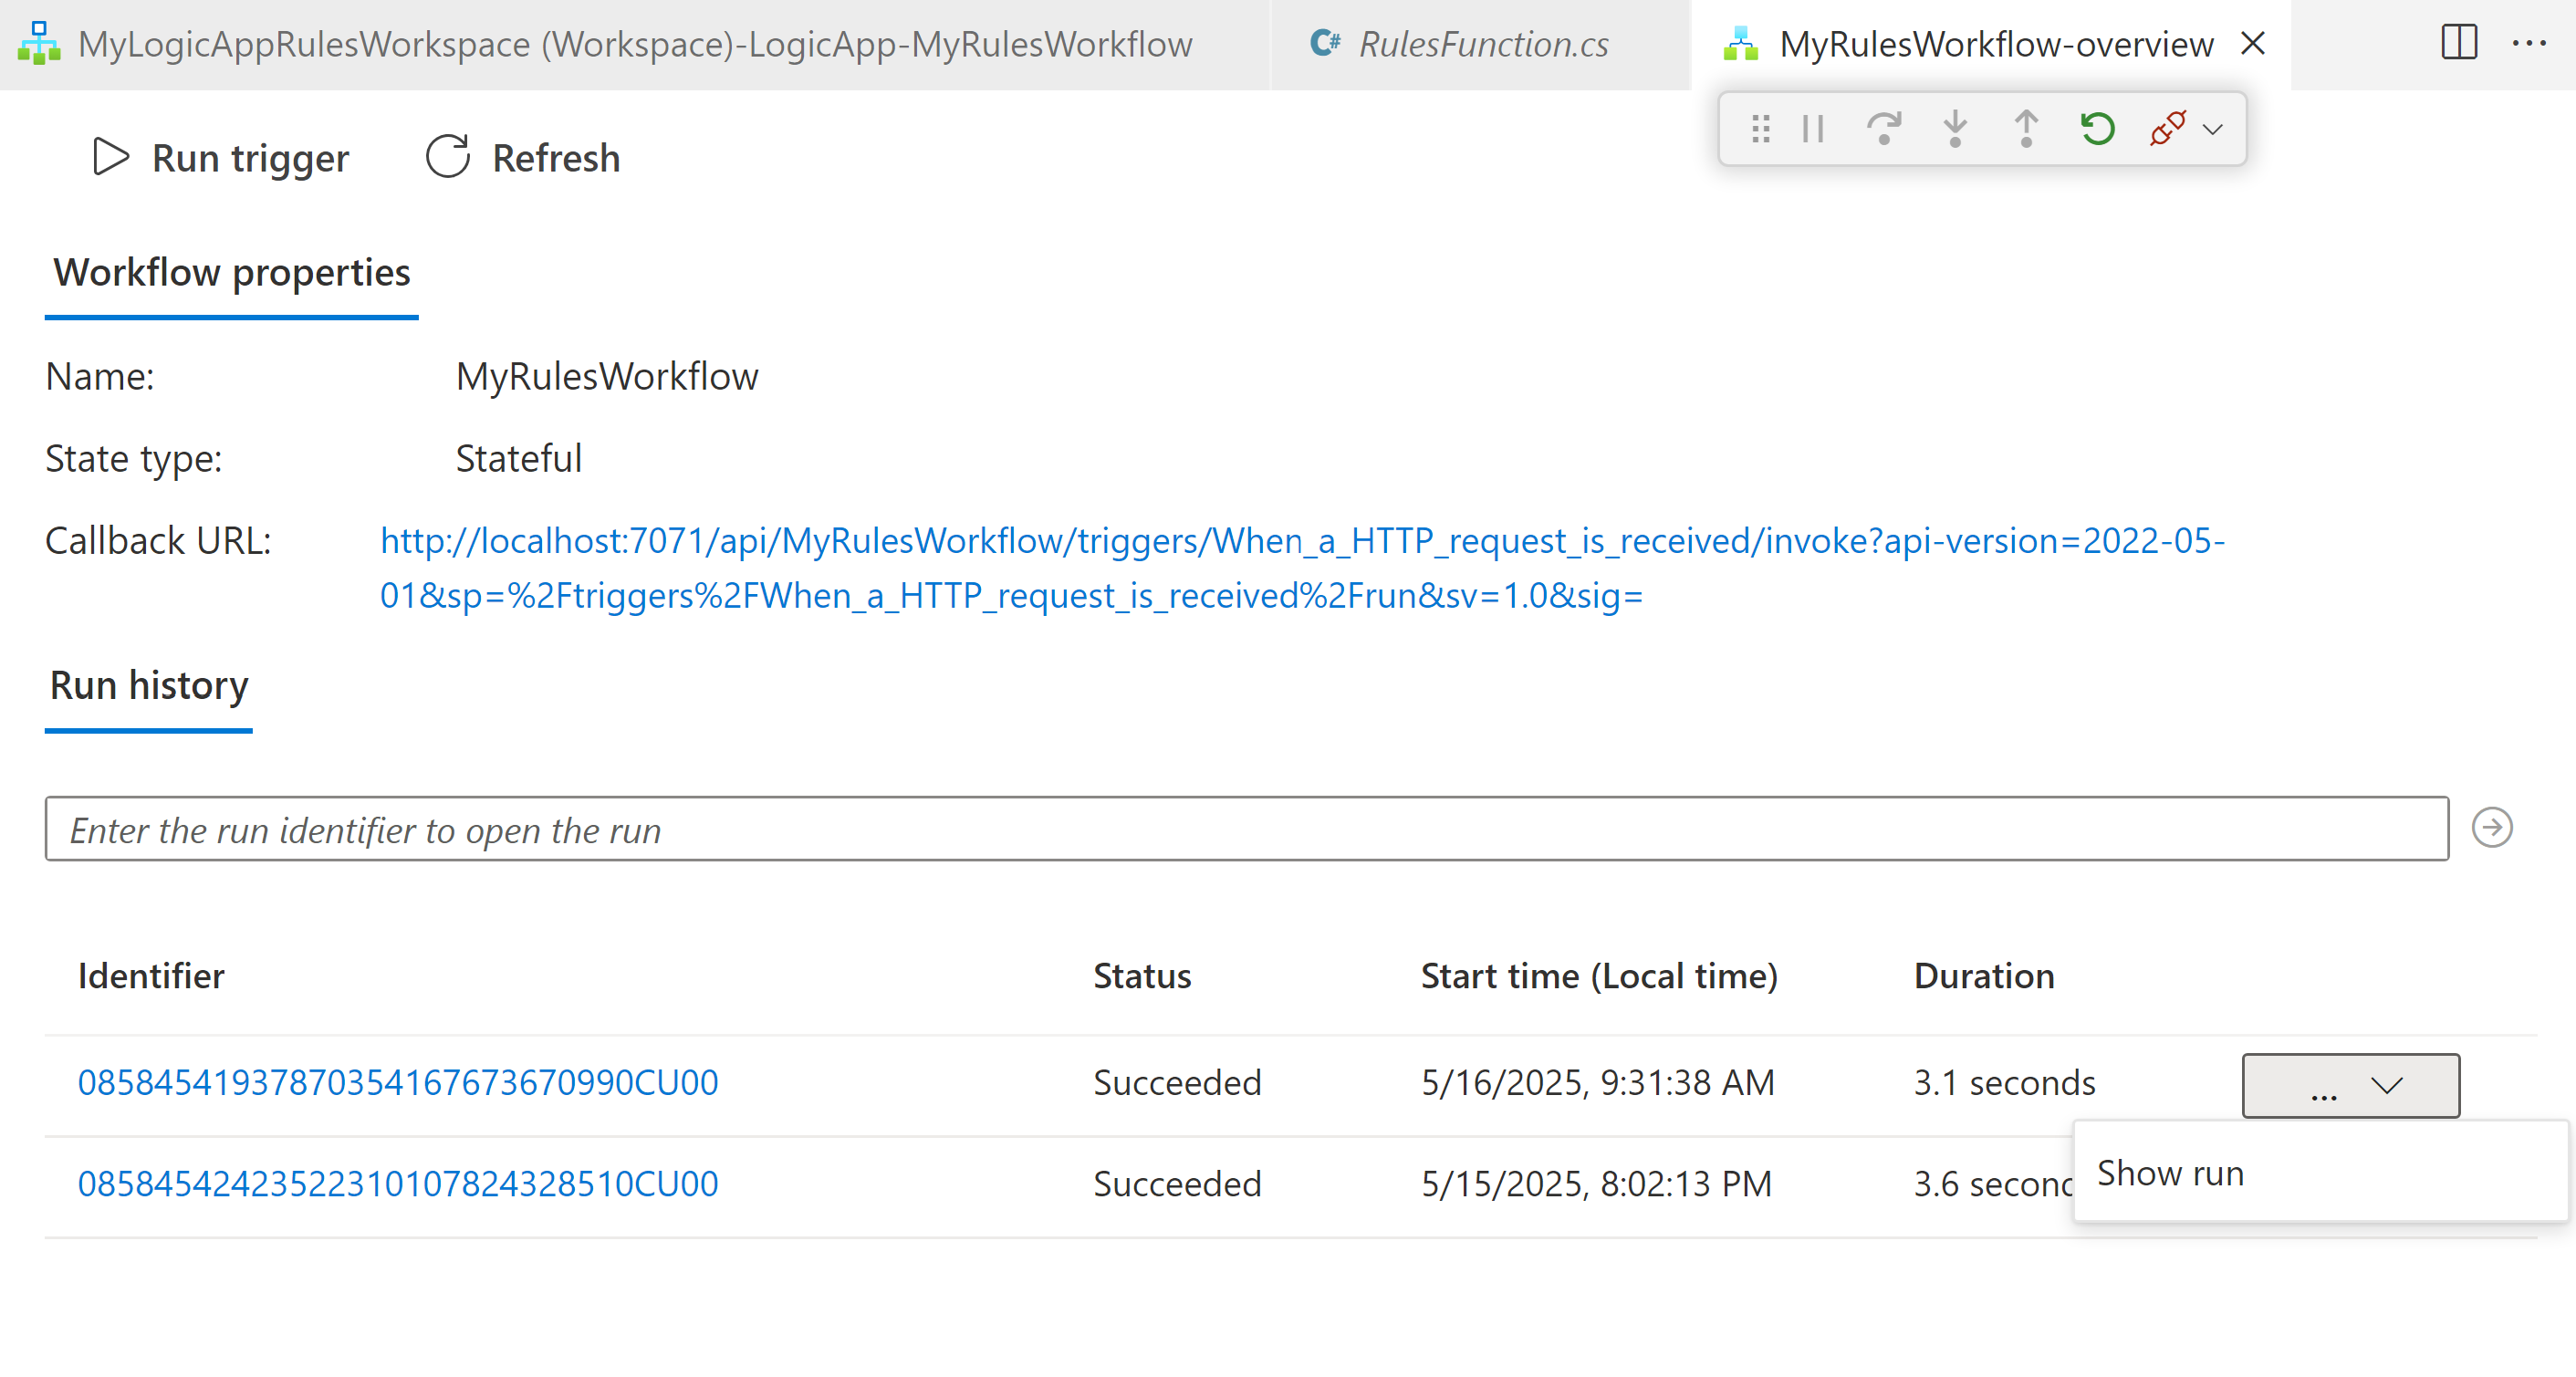 MyLogicAppRulesWorkspace (Workspace)-LogicApp-MyRulesWorkflow RulesFunction.cs MyRulesWorkflow-overview
Run trigger Refresh
Workflow properties
Name: MyRulesWorkflow
State type: Stateful
Callback URL: http://localhost:7071/api/MyRulesWorkflow/triggers/When_a_HTTP_request_is_received/invoke?api-version=2022-05-
01&sp=%2Ftriggers%2FWhen_a_HTTP_request_is_received%2Frun&sv=1.0&sig=
Run history
Enter the run identifier to open the run
Identifier Status Start time (Local time) Duration
08584541937870354167673670990CU00 Succeeded 5/16/2025, 9:31:38 AM 3.1 seconds ...
08584542423522310107824328510CU00 Succeeded 5/15/2025, 8:02:13 PM 3.6 Show run